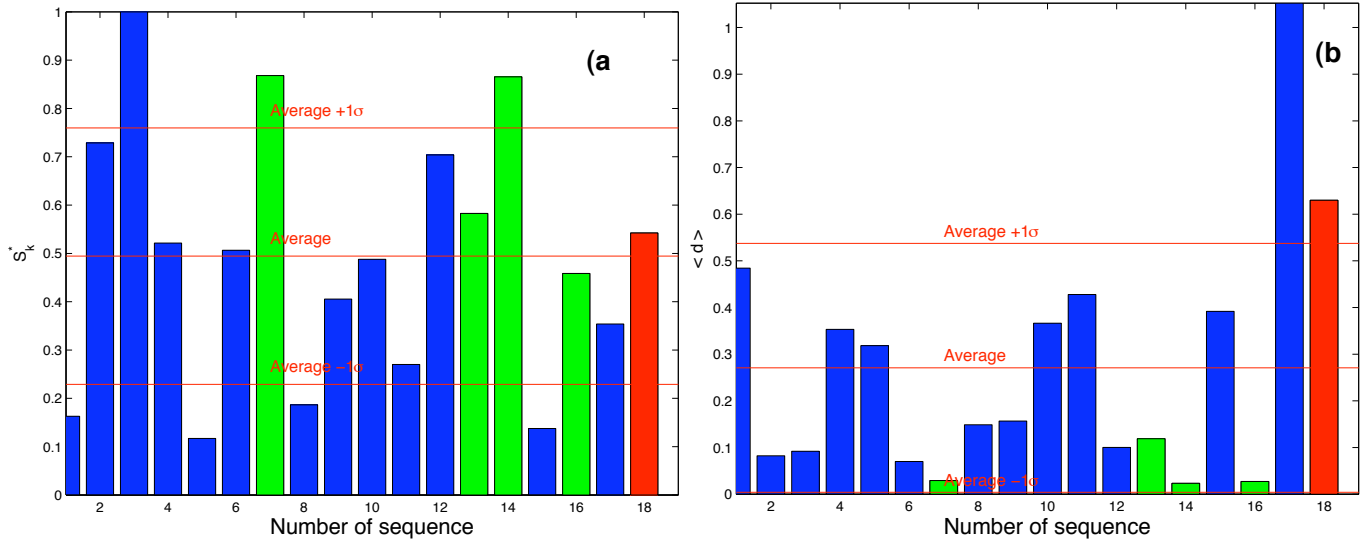 (a
1
0.9
0.8
0.7
0.6
0.5
0.4
0.3
0.2
0.1
0
S*k
Average +1σ
Average
Average −1σ
2 4 6 8 10 12 14 16 18
Number of sequence
(b
1
0.9
0.8
0.7
0.6
0.5
0.4
0.3
0.2
0.1
0
< d >
Average +1σ
Average
Average −1σ
2 4 6 8 10 12 14 16 18
Number of sequence